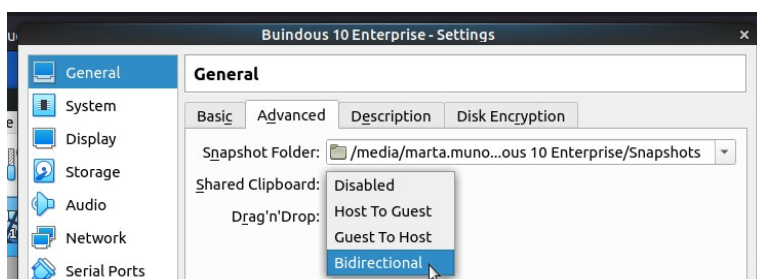 Buindous 10 Enterprise - Settings
General
System
Display
Storage
Audio
Network
Serial Ports
General
Basic
Advanced
Description
Disk Encryption
Snapshot Folder: /media/marta.muno...ous 10 Enterprise/Snapshots
Shared Clipboard:
Drag'n'Drop:
Disabled
Host To Guest
Guest To Host
Bidirectional